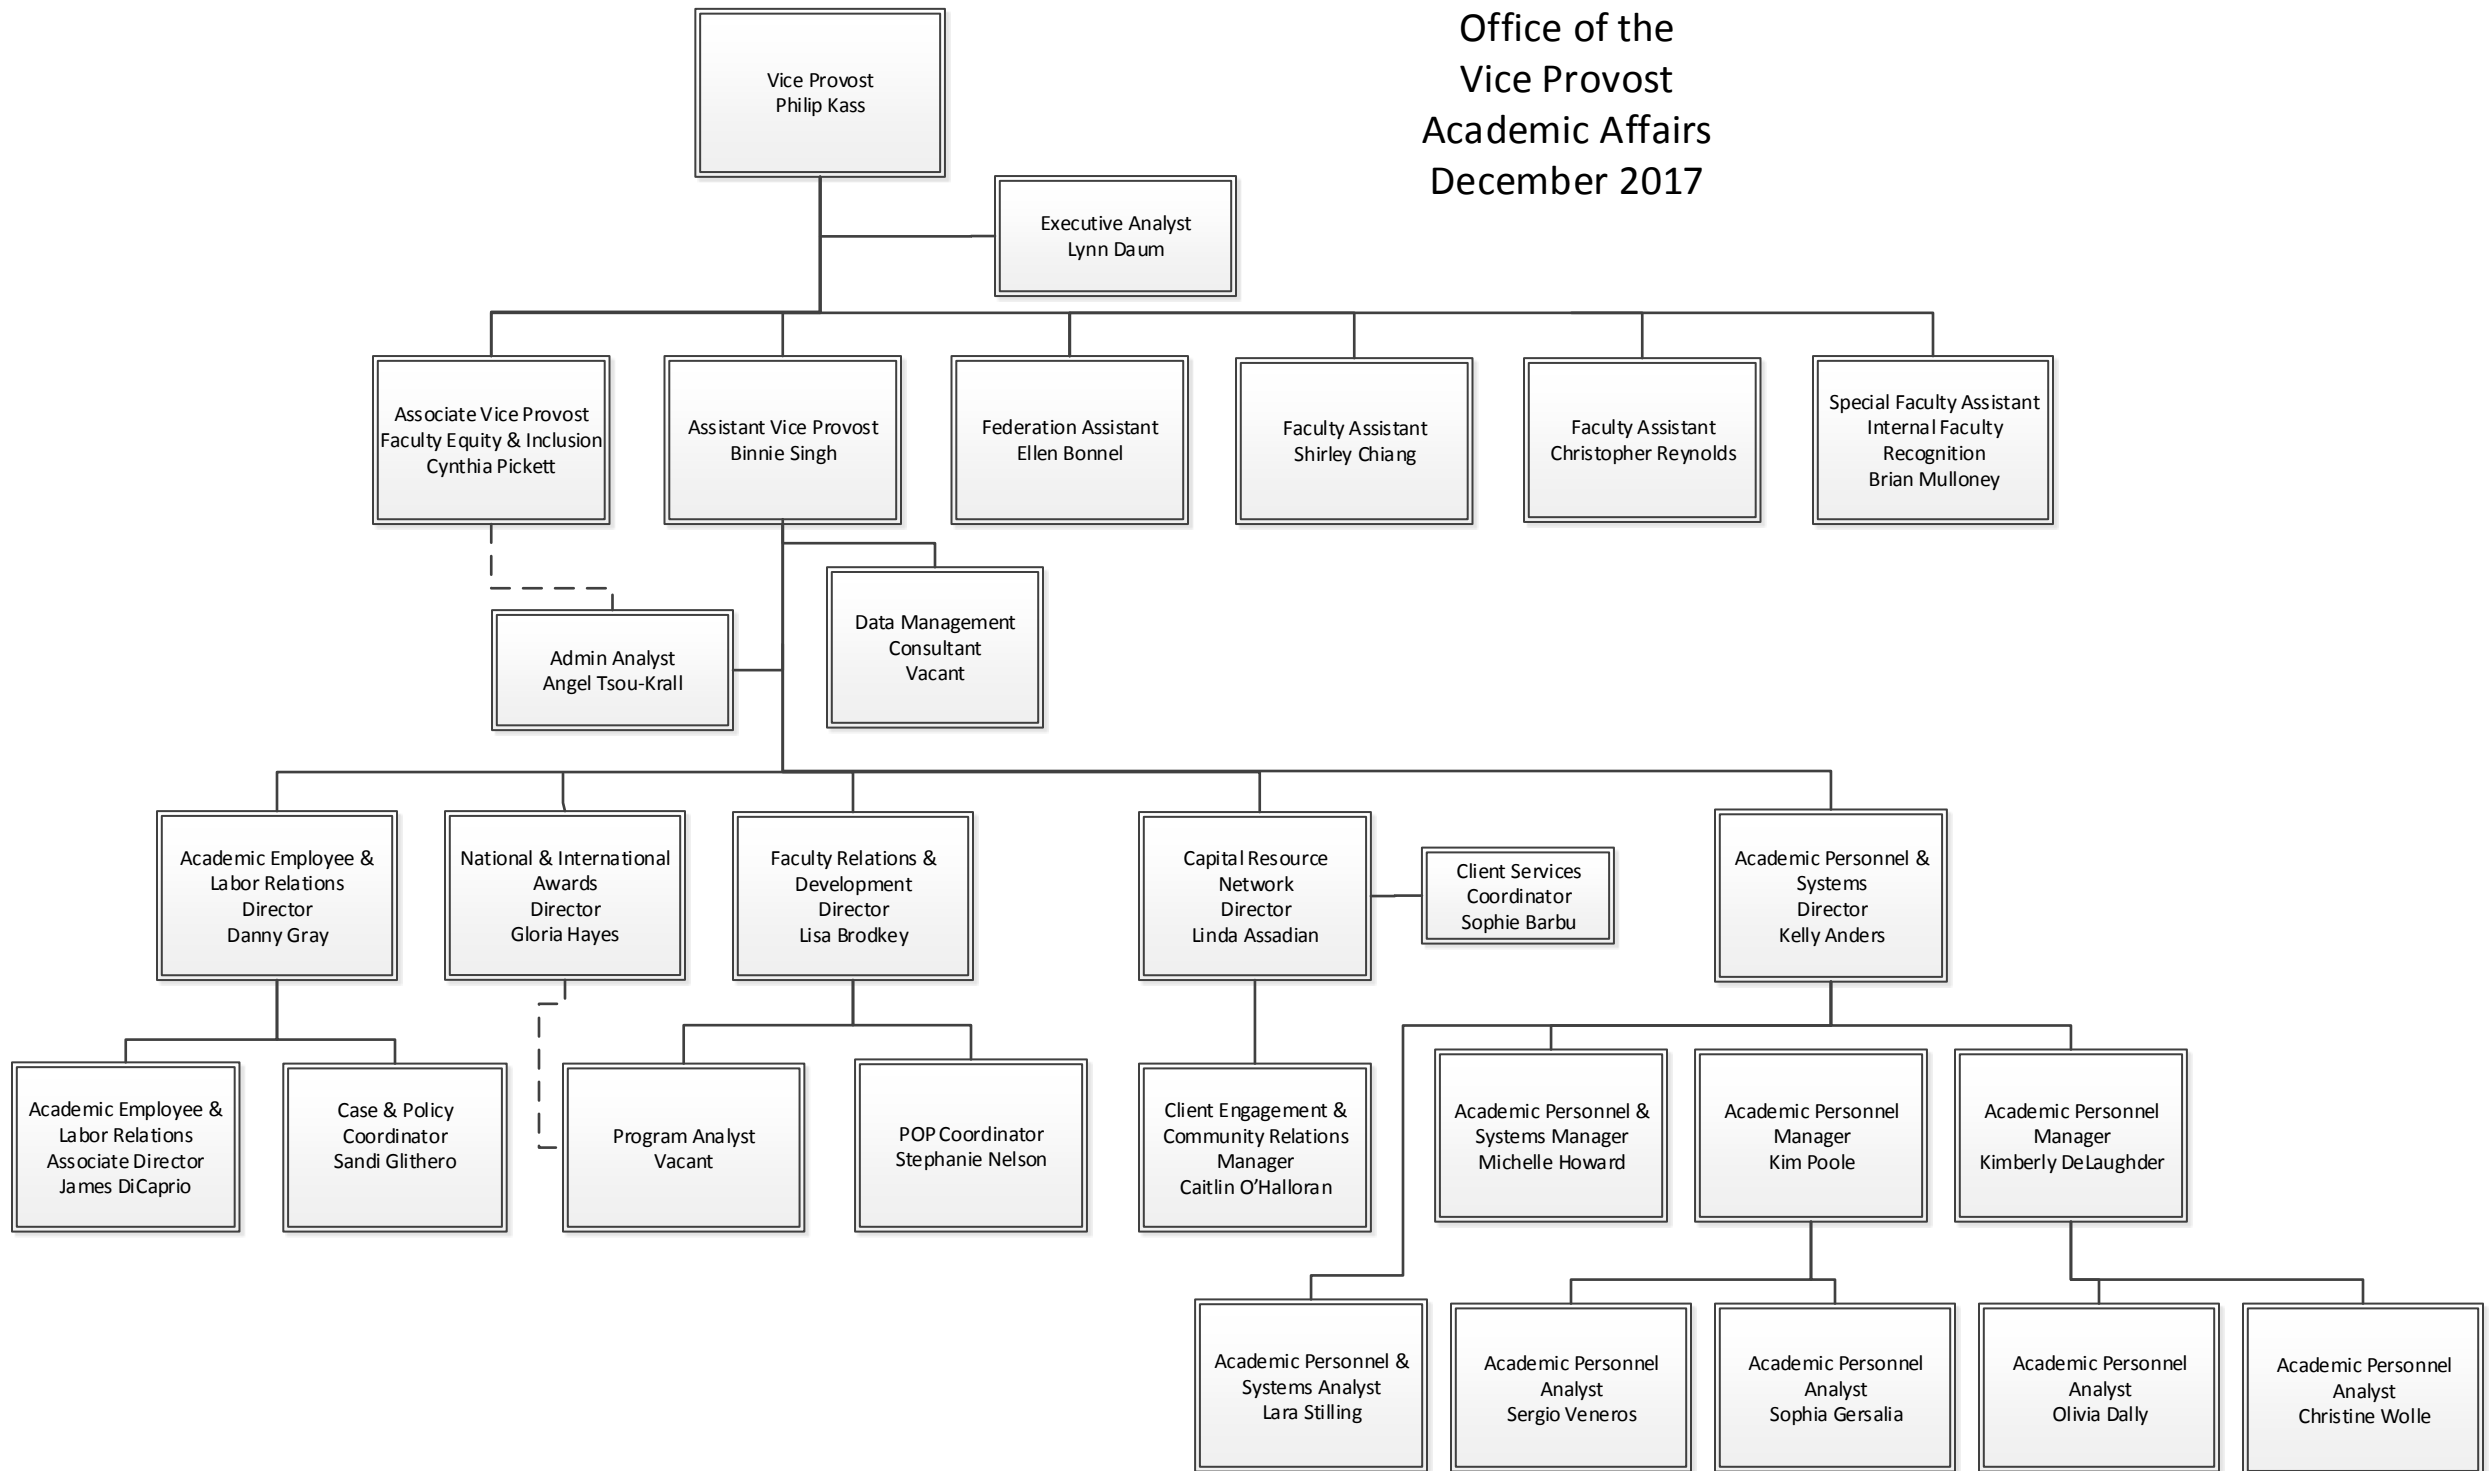 Office of the
Vice Provost
Academic Affairs
December 2017
Vice Provost
Philip Kass
Executive Analyst
Lynn Daum
Associate Vice Provost
Faculty Equity & Inclusion
Cynthia Pickett
Assistant Vice Provost
Binnie Singh
Federation Assistant
Ellen Bonnel
Faculty Assistant
Shirley Chiang
Faculty Assistant
Christopher Reynolds
Special Faculty Assistant
Internal Faculty
Recognition
Brian Mulloney
Data Management
Consultant
Vacant
Admin Analyst
Angel Tsou-Krall
Academic Employee &
Labor Relations
Director
Danny Gray
National & International
Awards
Director
Gloria Hayes
Faculty Relations &
Development
Director
Lisa Brodkey
Capital Resource
Network
Director
Linda Assadian
Client Services
Coordinator
Sophie Barbu
Academic Personnel &
Systems
Director
Kelly Anders
Academic Employee &
Labor Relations
Associate Director
James DiCaprio
Case & Policy
Coordinator
Sandi Glithero
Program Analyst
Vacant
POP Coordinator
Stephanie Nelson
Client Engagement &
Community Relations
Manager
Caitlin O’Halloran
Academic Personnel &
Systems Manager
Michelle Howard
Academic Personnel
Manager
Kim Poole
Academic Personnel
Manager
Kimberly DeLaughder
Academic Personnel &
Systems Analyst
Lara Stilling
Academic Personnel
Analyst
Sergio Veneros
Academic Personnel
Analyst
Sophia Gersalia
Academic Personnel
Analyst
Olivia Dally
Academic Personnel
Analyst
Christine Wolle